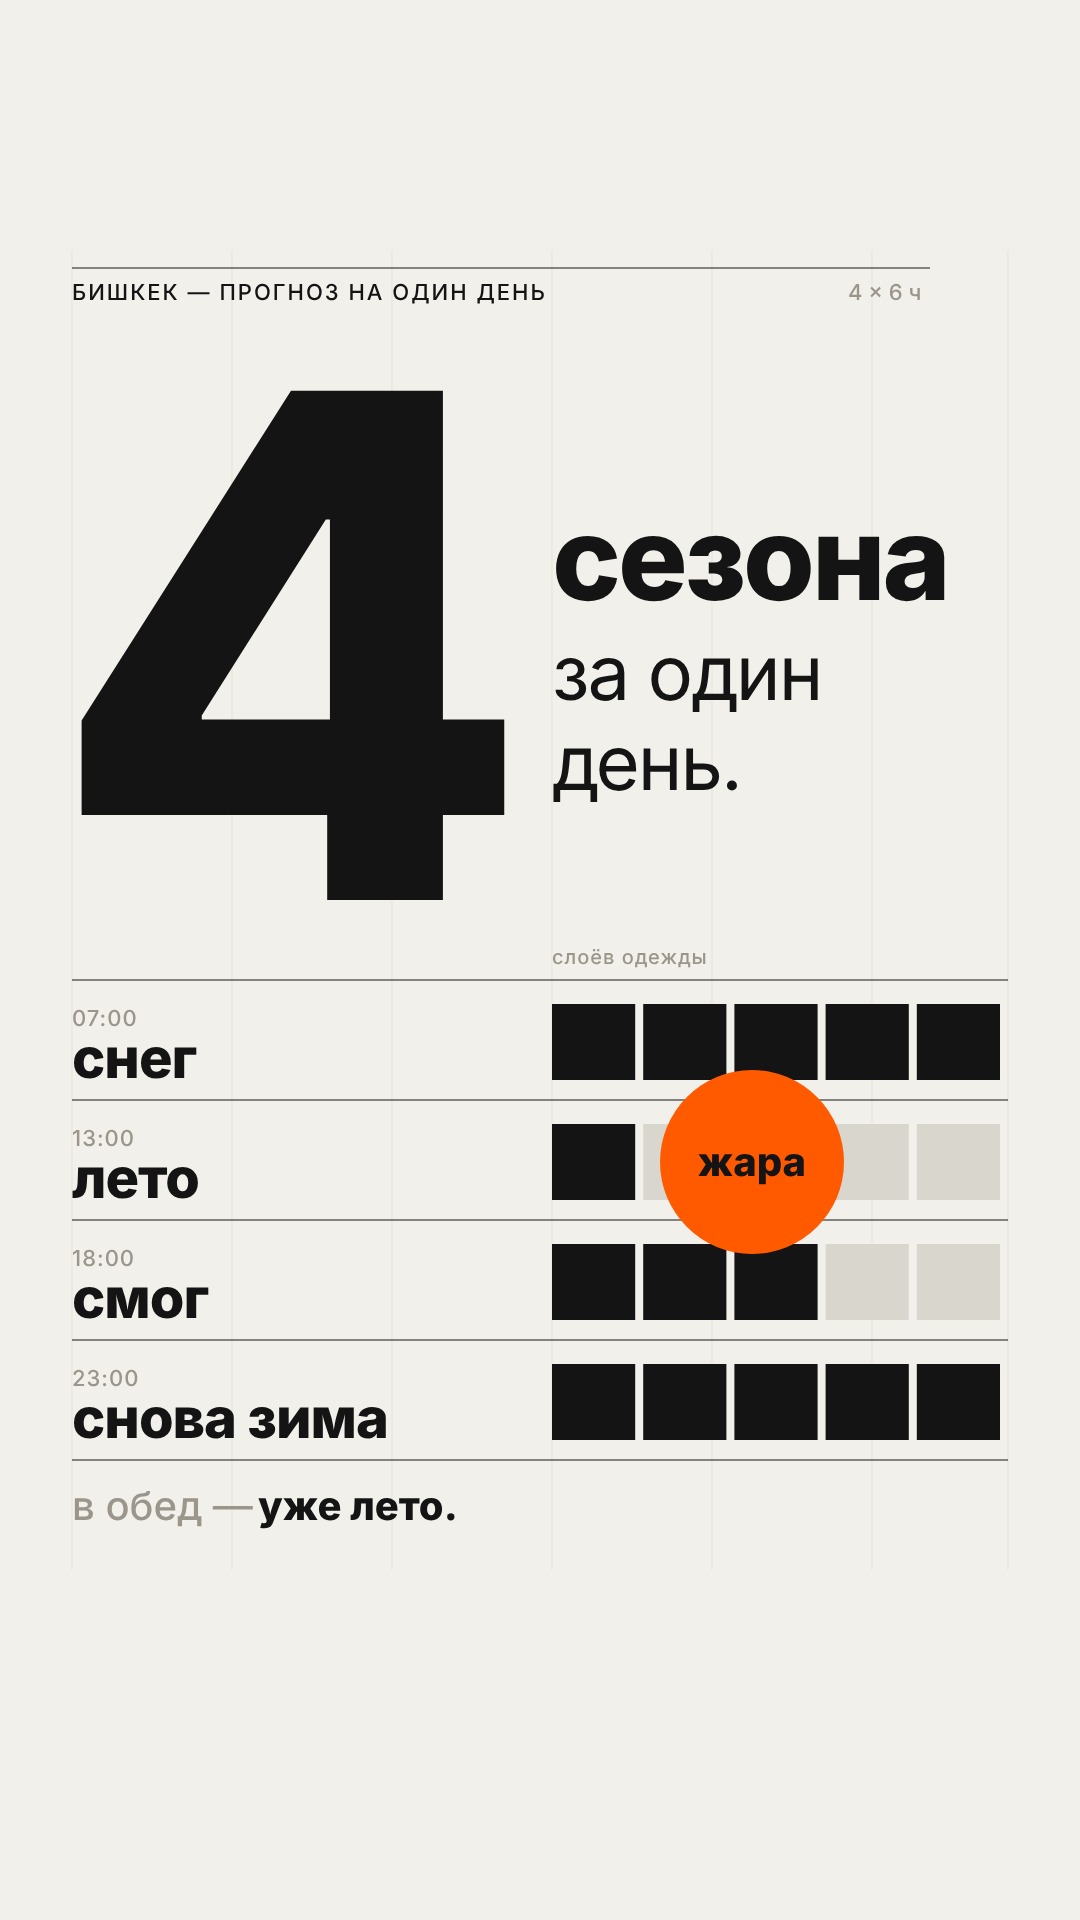 БИШКЕК — ПРОГНОЗ НА ОДИН ДЕНЬ
4 × 6 ч
4
сезона
за один
день.
слоёв одежды
07:00
снег
13:00
лето
жара
18:00
смог
23:00
снова зима
в обед — уже лето.